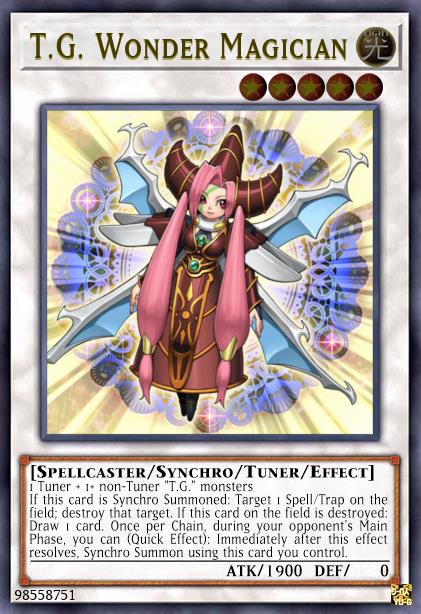 T.G. Wonder Magician
LIGHT
光
[Spellcaster/Synchro/Tuner/Effect]
1 Tuner + 1+ non-Tuner "T.G." monsters
If this card is Synchro Summoned: Target 1 Spell/Trap on the
field; destroy that target. If this card on the field is destroyed:
Draw 1 card. Once per Chain, during your opponent's Main
Phase, you can (Quick Effect): Immediately after this effect
resolves, Synchro Summon using this card you control.
ATK/1900 DEF/ 0
98558751